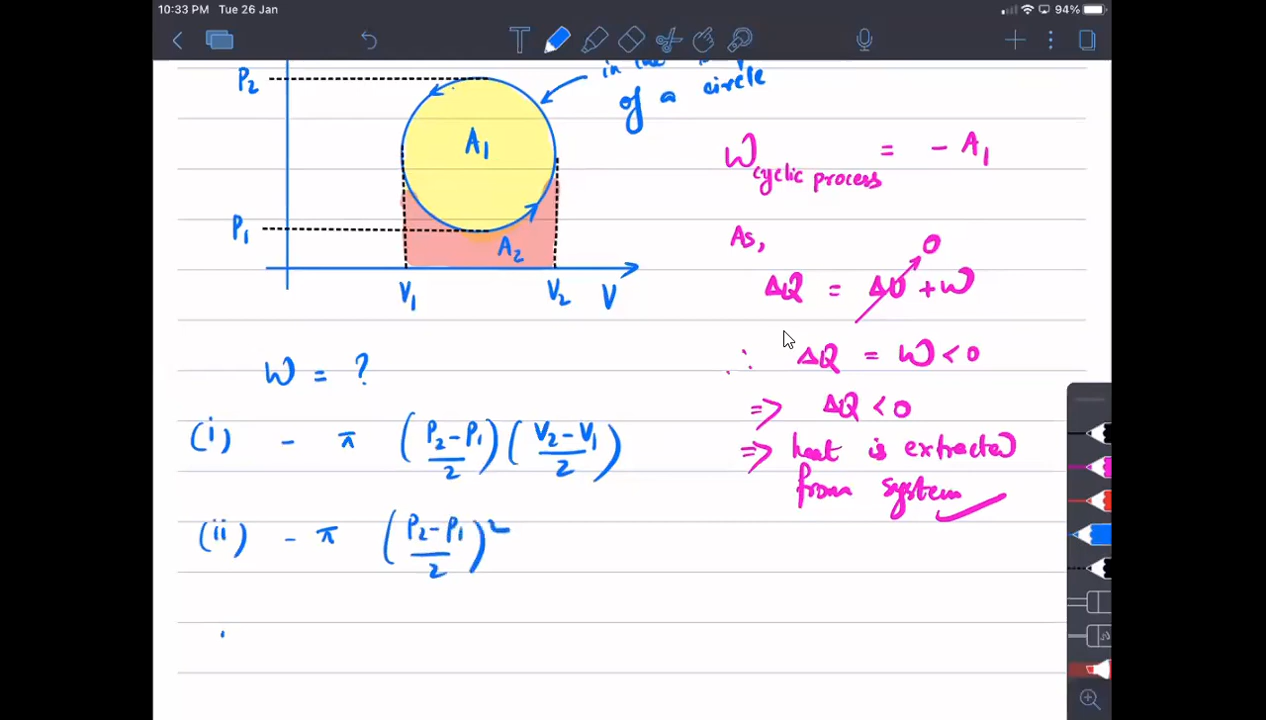 10:33 PM Tue 26 Jan
94%
T
P2
of a circle
A1
P1
A2
V1
V2
V
W = ?
(i) - π (P2-P1/2)(V2-V1/2)
(ii) - π (P2-P1/2)²
Wcyclic process = - A1
As,
0
ΔQ = ΔU + W
∴ ΔQ = W < 0
=> ΔQ < 0
=> heat is extracted
from system